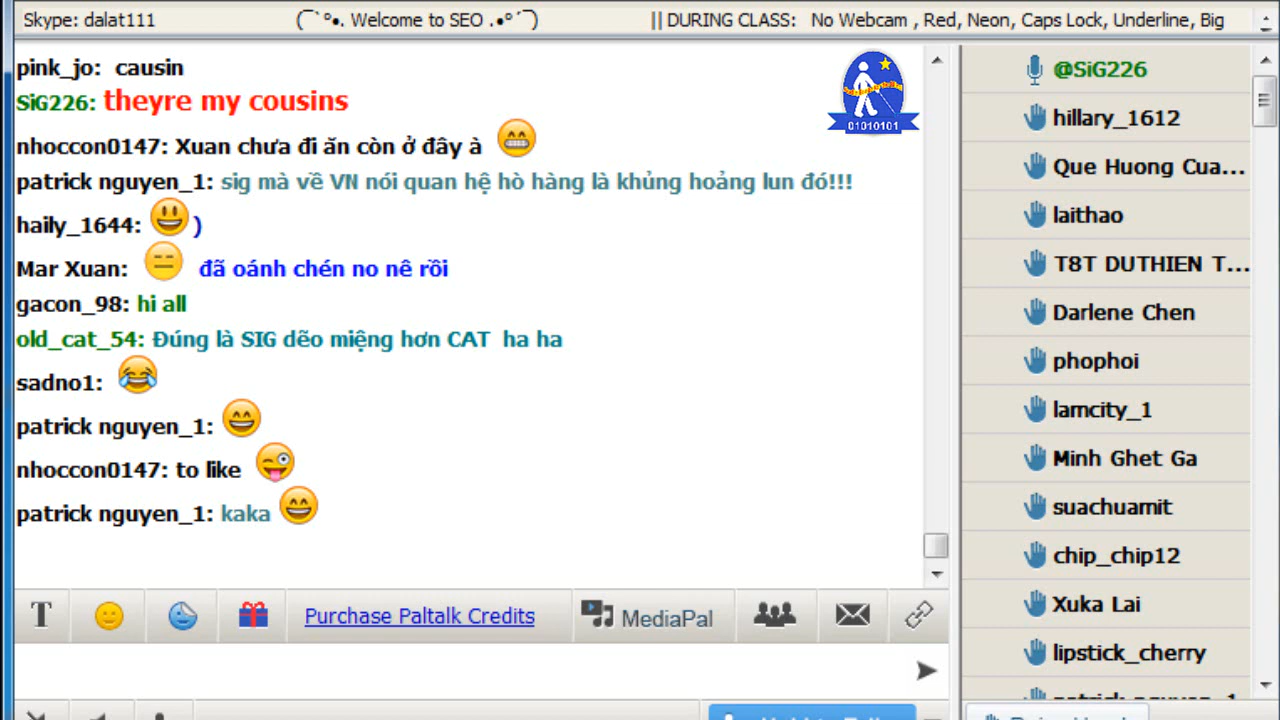 Skype: dalat111 (¯`°•. Welcome to SEO .•°´¯) || DURING CLASS: No Webcam , Red, Neon, Caps Lock, Underline, Big
pink_jo: causin
SiG226: theyre my cousins
nhoccon0147: Xuan chưa đi ăn còn ở đây à
patrick nguyen_1: sig mà về VN nói quan hệ hò hàng là khủng hoảng lun đó!!!
haily_1644: 😃 )
Mar Xuan: 😑 đã oánh chén no nê rồi
gacon_98: hi all
old_cat_54: Đúng là SIG dẽo miệng hơn CAT ha ha
sadno1: 😂
patrick nguyen_1: 😄
nhoccon0147: to like 😜
patrick nguyen_1: kaka 😄
01010101
Purchase Paltalk Credits
MediaPal
@SiG226
hillary_1612
Que Huong Cua...
laithao
T8T DUTHIEN T...
Darlene Chen
phophoi
lamcity_1
Minh Ghet Ga
suachuamit
chip_chip12
Xuka Lai
lipstick_cherry